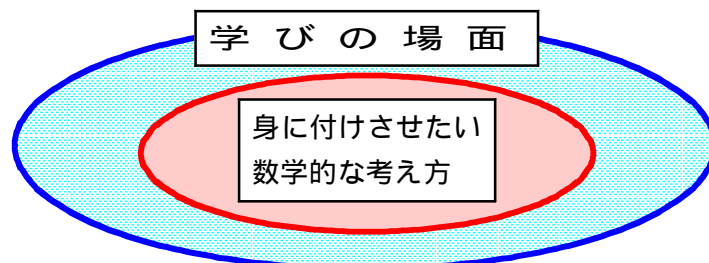 学びの場面
身に付けさせたい
数学的な考え方